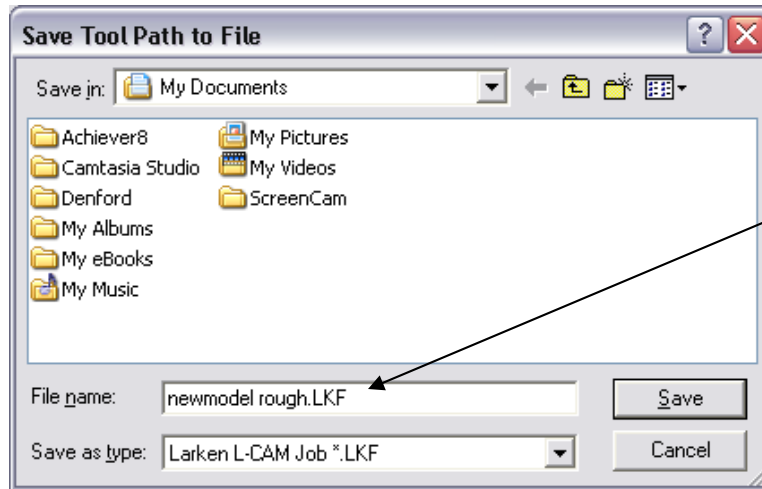 Save Tool Path to File
Save in: My Documents
Achiever8 My Pictures
Camtasia Studio My Videos
Denford ScreenCam
My Albums
My eBooks
My Music
File name: newmodel rough.LKF Save
Save as type: Larken L-CAM Job *.LKF Cancel